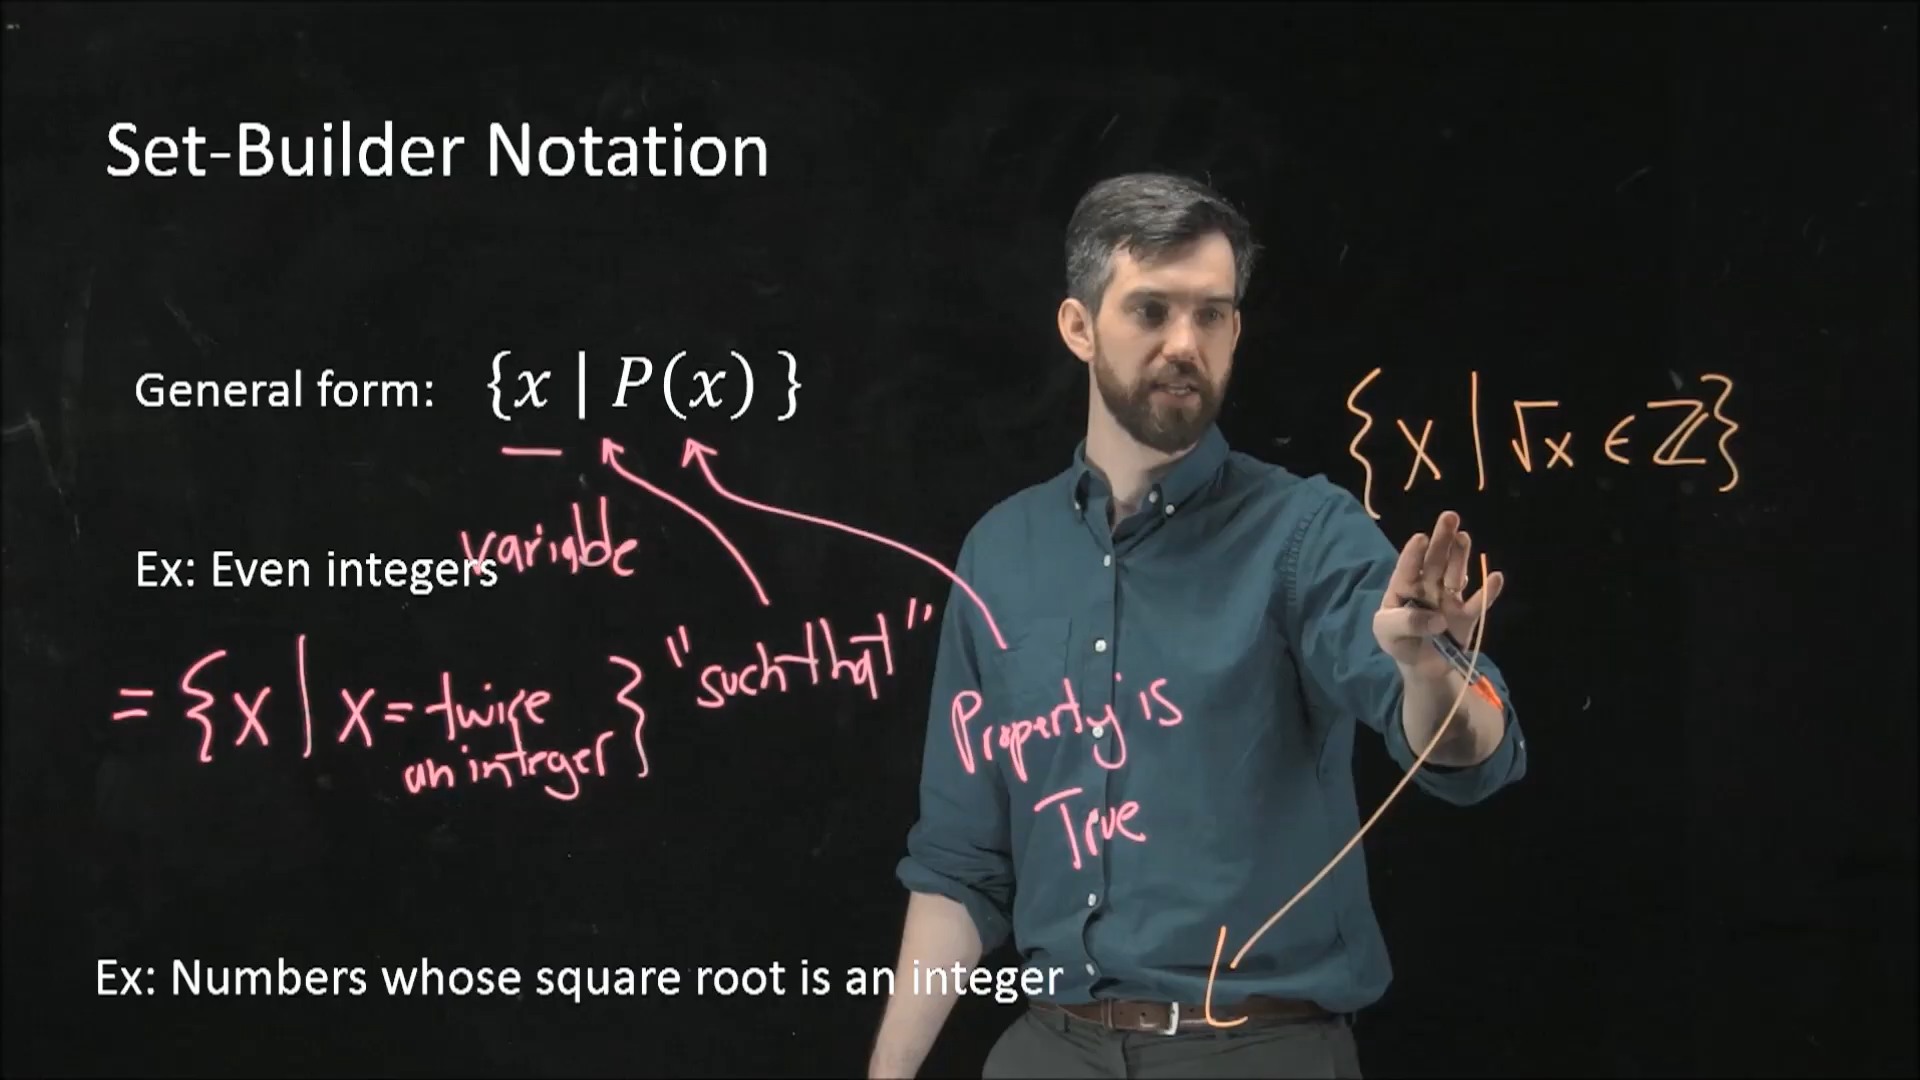 Set-Builder Notation
General form: {x | P(x) }
{x | √x ∈ ℤ}
variable
Ex: Even integers
"such that"
= {x | x = twice
an integer}
Property is
True
Ex: Numbers whose square root is an integer